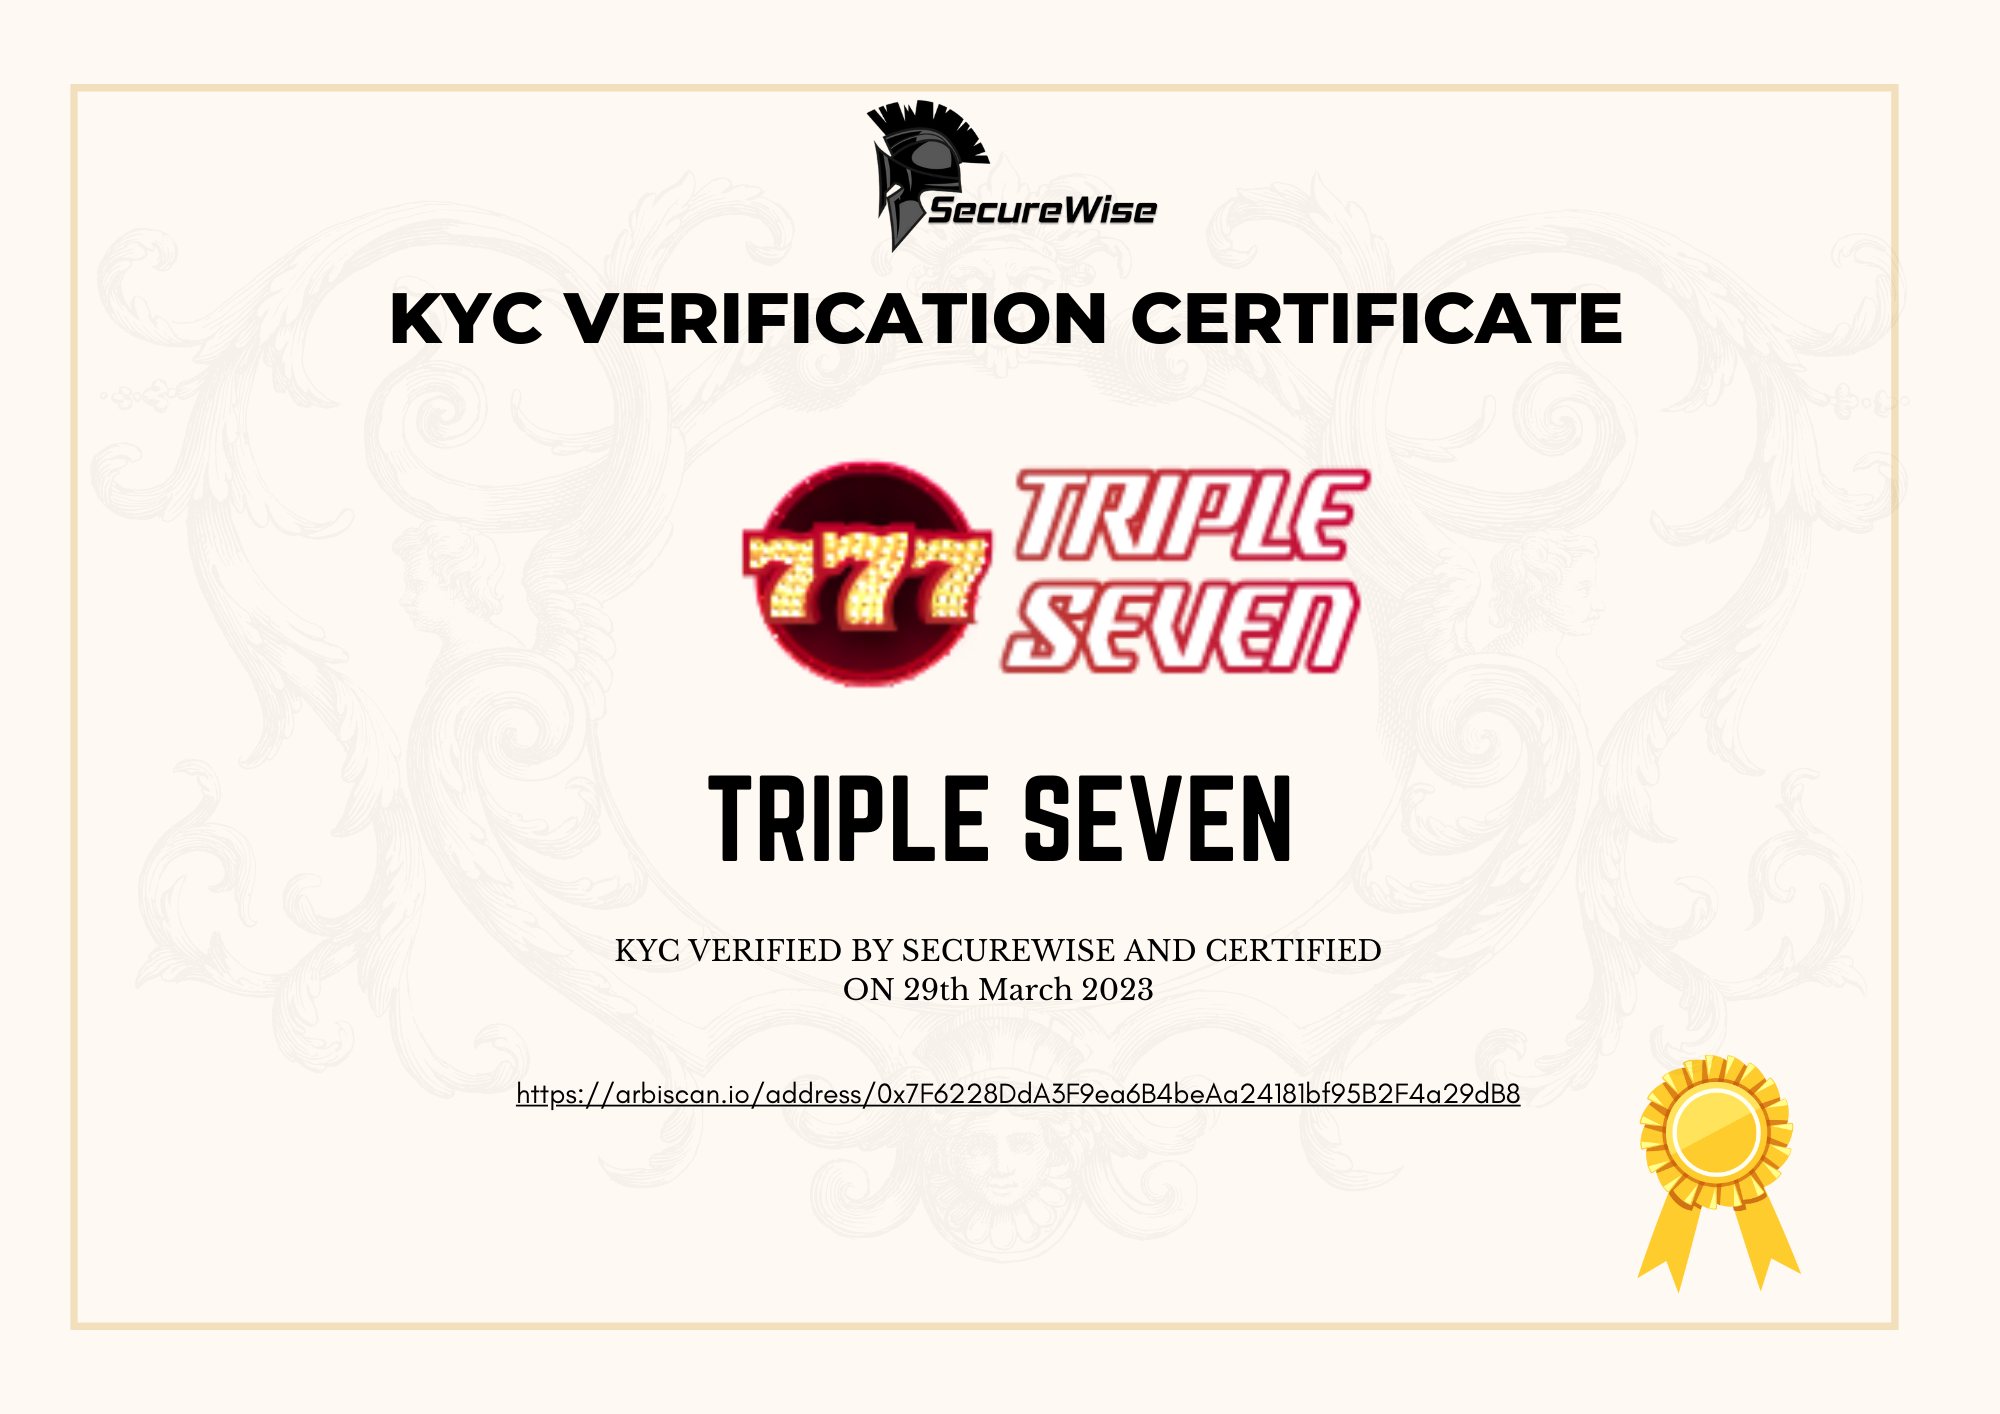 SecureWise
KYC VERIFICATION CERTIFICATE
777
TRIPLE
SEVEN
TRIPLE SEVEN
KYC VERIFIED BY SECUREWISE AND CERTIFIED
ON 29th March 2023
https://arbiscan.io/address/0x7F6228DdA3F9ea6B4beAa24181bf95B2F4a29dB8